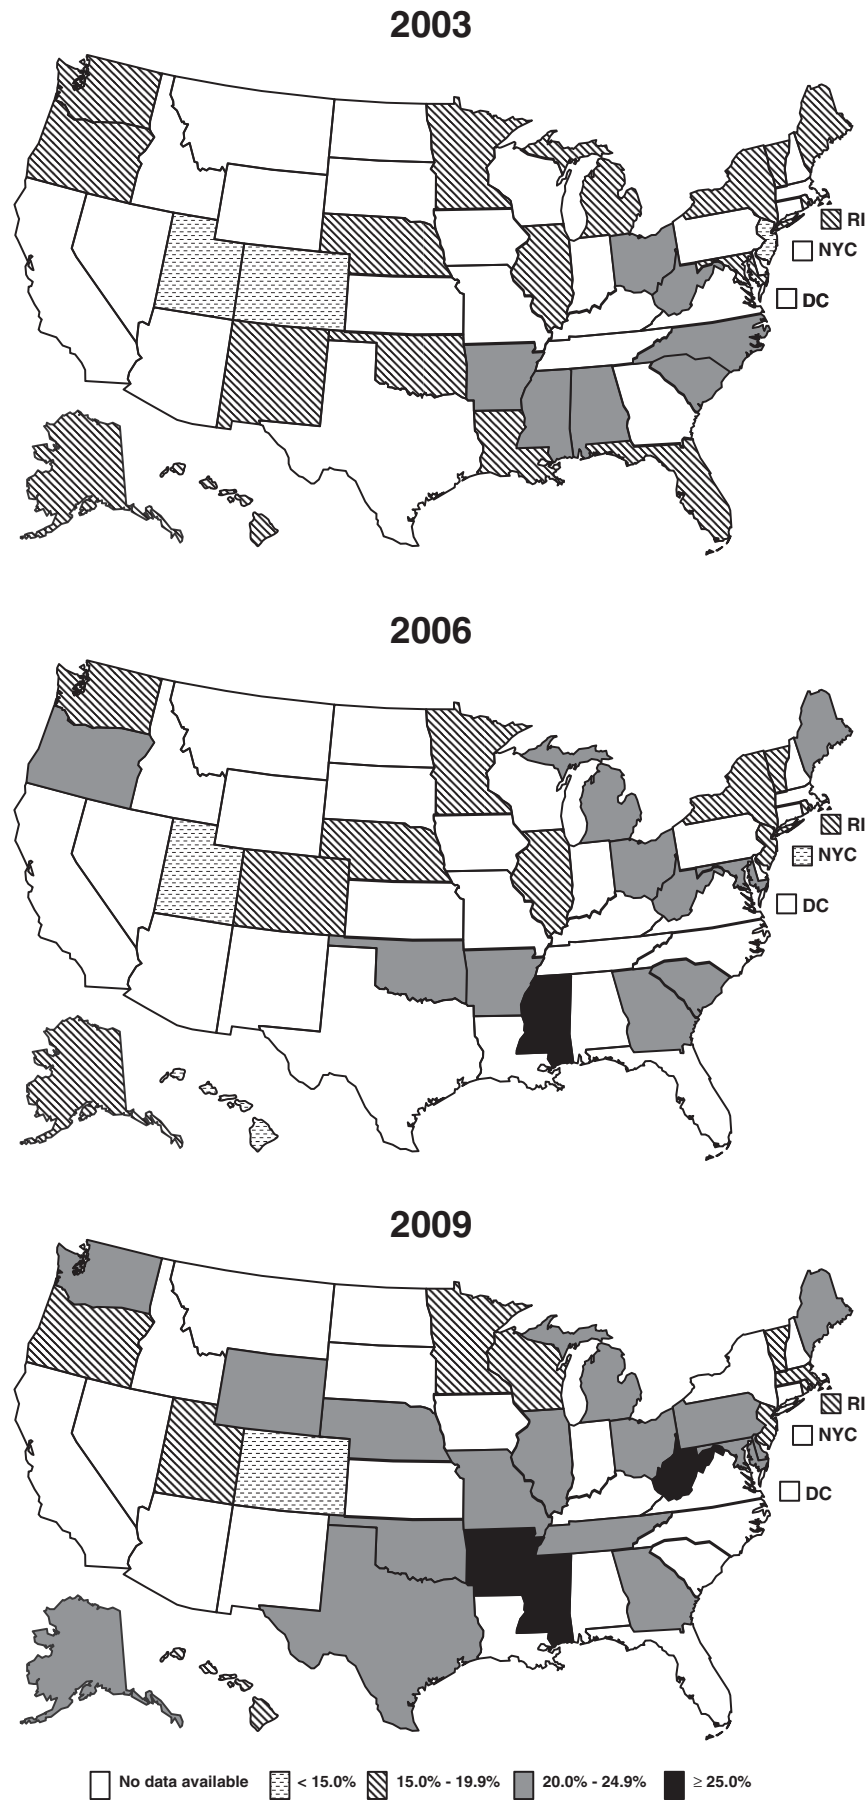 2003
RI
NYC
DC
2006
RI
NYC
DC
2009
RI
NYC
DC
No data available < 15.0% 15.0% - 19.9% 20.0% - 24.9% ≥ 25.0%